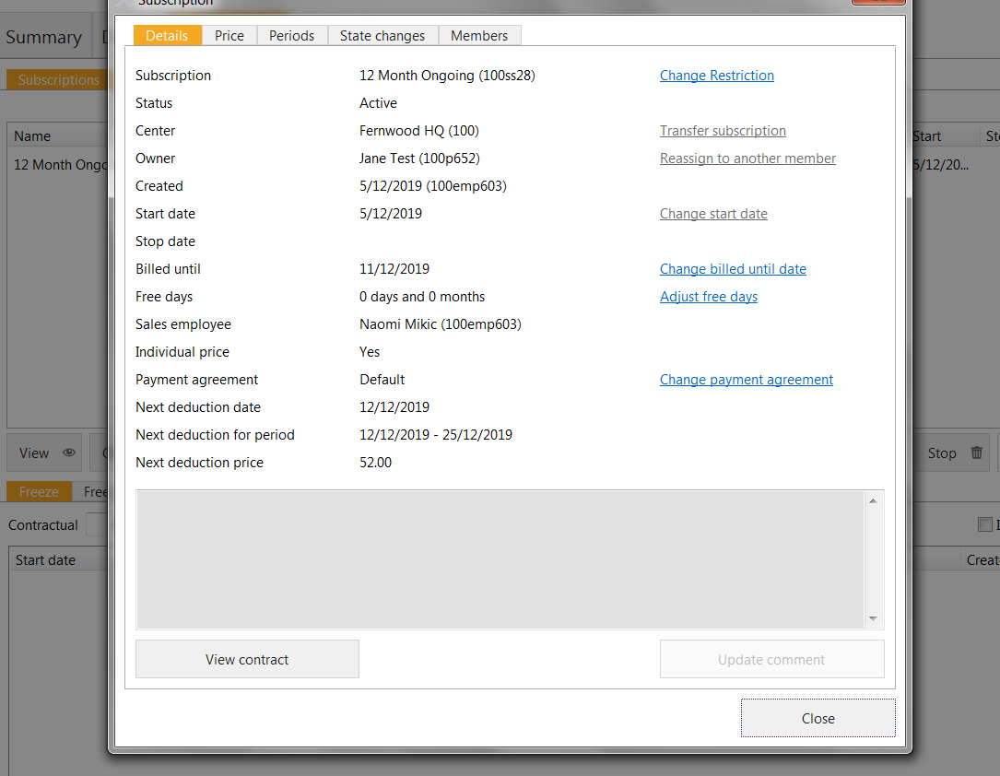 Subscription
Summary
Details Price Periods State changes Members
Subscriptions
Subscription 12 Month Ongoing (100ss28) Change Restriction
Status Active
Center Fernwood HQ (100) Transfer subscription
Name Start
Owner Jane Test (100p652) Reassign to another member
12 Month Ongo 5/12/20...
Created 5/12/2019 (100emp603)
Start date 5/12/2019 Change start date
Stop date
Billed until 11/12/2019 Change billed until date
Free days 0 days and 0 months Adjust free days
Sales employee Naomi Mikic (100emp603)
Individual price Yes
Payment agreement Default Change payment agreement
Next deduction date 12/12/2019
Next deduction for period 12/12/2019 - 25/12/2019
View Stop
Next deduction price 52.00
Freeze Free
Contractual
Start date Creat
View contract Update comment
Close